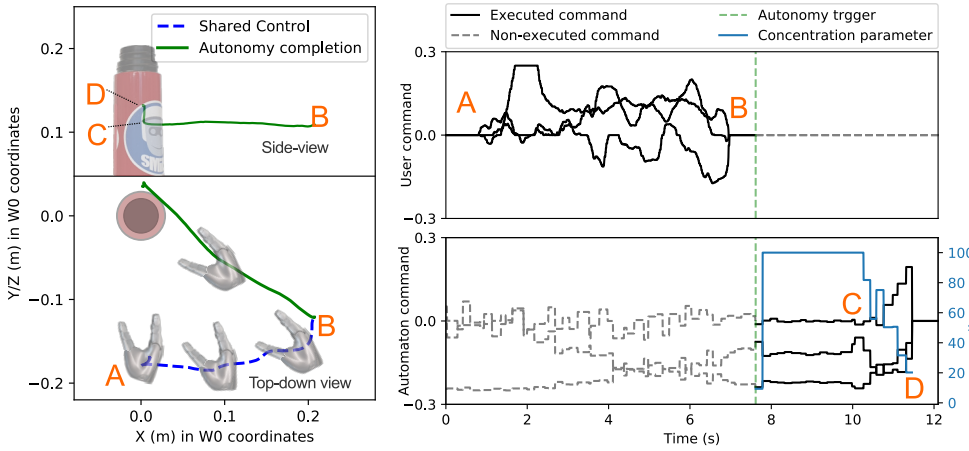 Shared Control
Autonomy completion
0.2
0.1
D
C
B
Side-view
Y/Z (m) in W0 coordinates
0.0
−0.1
−0.2
A
B
Top-down view
0.0
0.1
0.2
X (m) in W0 coordinates
Executed command
Non-executed command
Autonomy trgger
Concentration parameter
User command
0.3
0.0
−0.3
A
B
Automaton command
0.3
0.0
−0.3
C
D
100
80
60
40
20
0
0
2
4
6
8
10
12
Time (s)